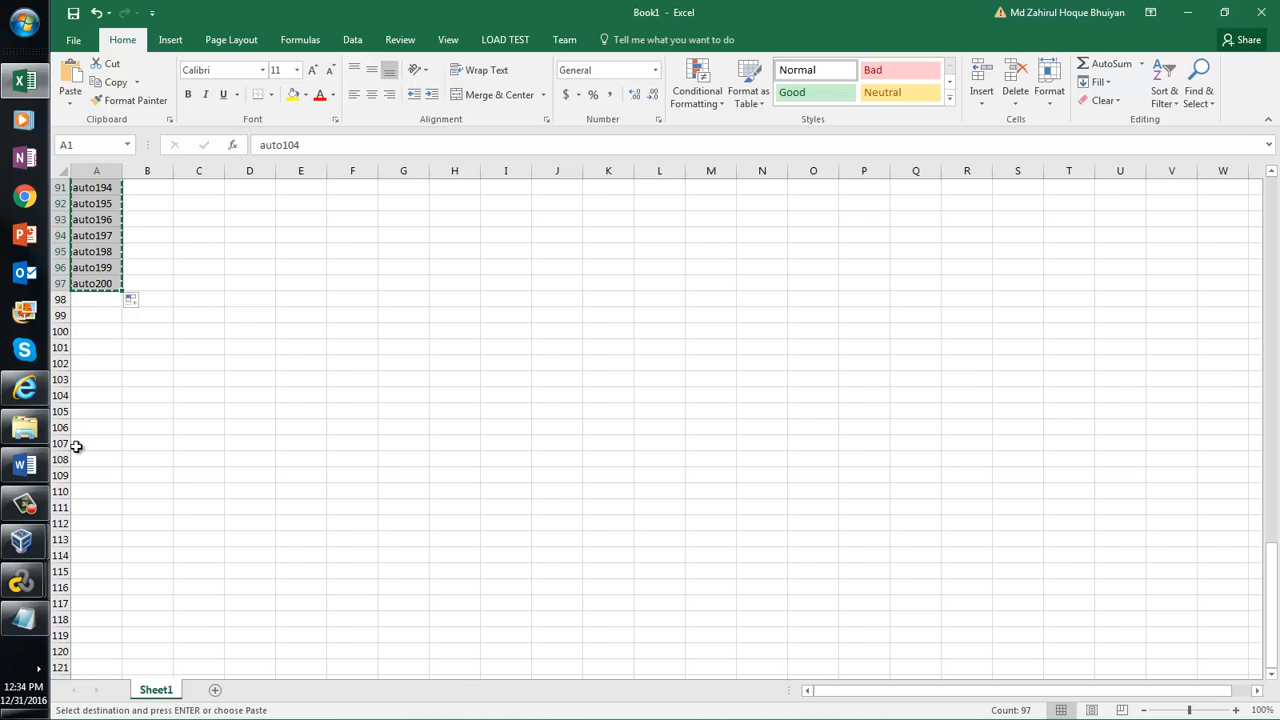 Book1 - Excel
Md Zahirul Hoque Bhuiyan
File Home Insert Page Layout Formulas Data Review View LOAD TEST Team Tell me what you want to do Share
Paste
Cut
Copy
Format Painter
Clipboard
Calibri 11
B I U
Font
Wrap Text
Merge & Center
Alignment
General
$ % ,
Number
Conditional Formatting
Format as Table
Normal Bad
Good Neutral
Styles
Insert Delete Format
Cells
AutoSum
Fill
Clear
Sort & Filter
Find & Select
Editing
A1 fx auto104
A B C D E F G H I J K L M N O P Q R S T U V W
91 auto194
92 auto195
93 auto196
94 auto197
95 auto198
96 auto199
97 auto200
98
99
100
101
102
103
104
105
106
107
108
109
110
111
112
113
114
115
116
117
118
119
120
121
Sheet1
Select destination and press ENTER or choose Paste
Count: 97
100%
12:34 PM
12/31/2016